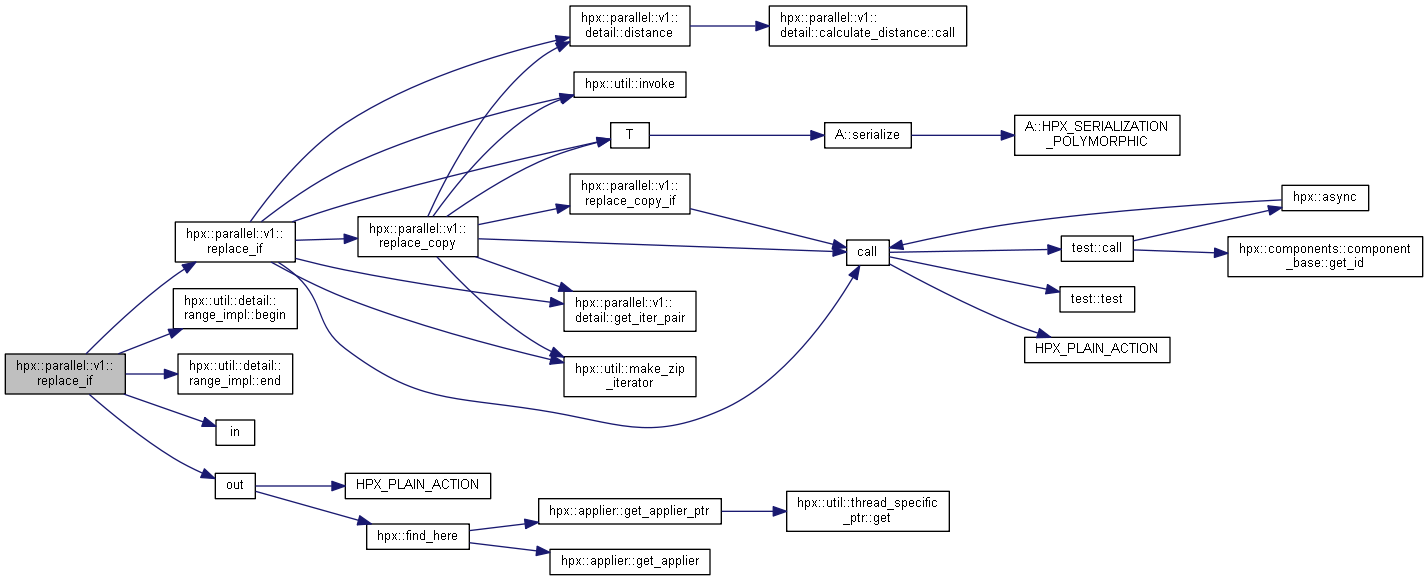 hpx::parallel::v1::
detail::distance
hpx::parallel::v1::
detail::calculate_distance::call
hpx::util::invoke
T
A::serialize
A::HPX_SERIALIZATION
_POLYMORPHIC
hpx::parallel::v1::
replace_copy_if
hpx::async
hpx::parallel::v1::
replace_if
hpx::parallel::v1::
replace_copy
call
test::call
hpx::components::component
_base::get_id
hpx::util::detail::
range_impl::begin
hpx::parallel::v1::
detail::get_iter_pair
test::test
HPX_PLAIN_ACTION
hpx::parallel::v1::
replace_if
hpx::util::detail::
range_impl::end
hpx::util::make_zip
_iterator
in
out
HPX_PLAIN_ACTION
hpx::find_here
hpx::applier::get_applier_ptr
hpx::util::thread_specific
_ptr::get
hpx::applier::get_applier